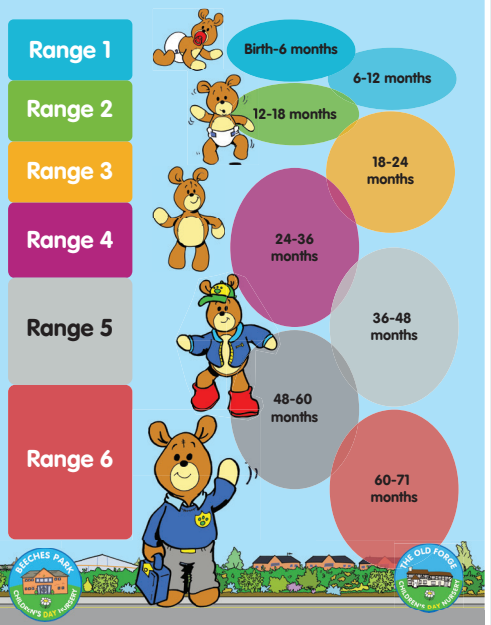 Range 1
Birth-6 months
6-12 months
Range 2
12-18 months
Range 3
18-24
months
Range 4
24-36
months
Range 5
36-48
months
48-60
months
Range 6
60-71
months
BEECHES PARK
CHILDREN'S DAY NURSERY
THE OLD FORGE
CHILDREN'S DAY NURSERY